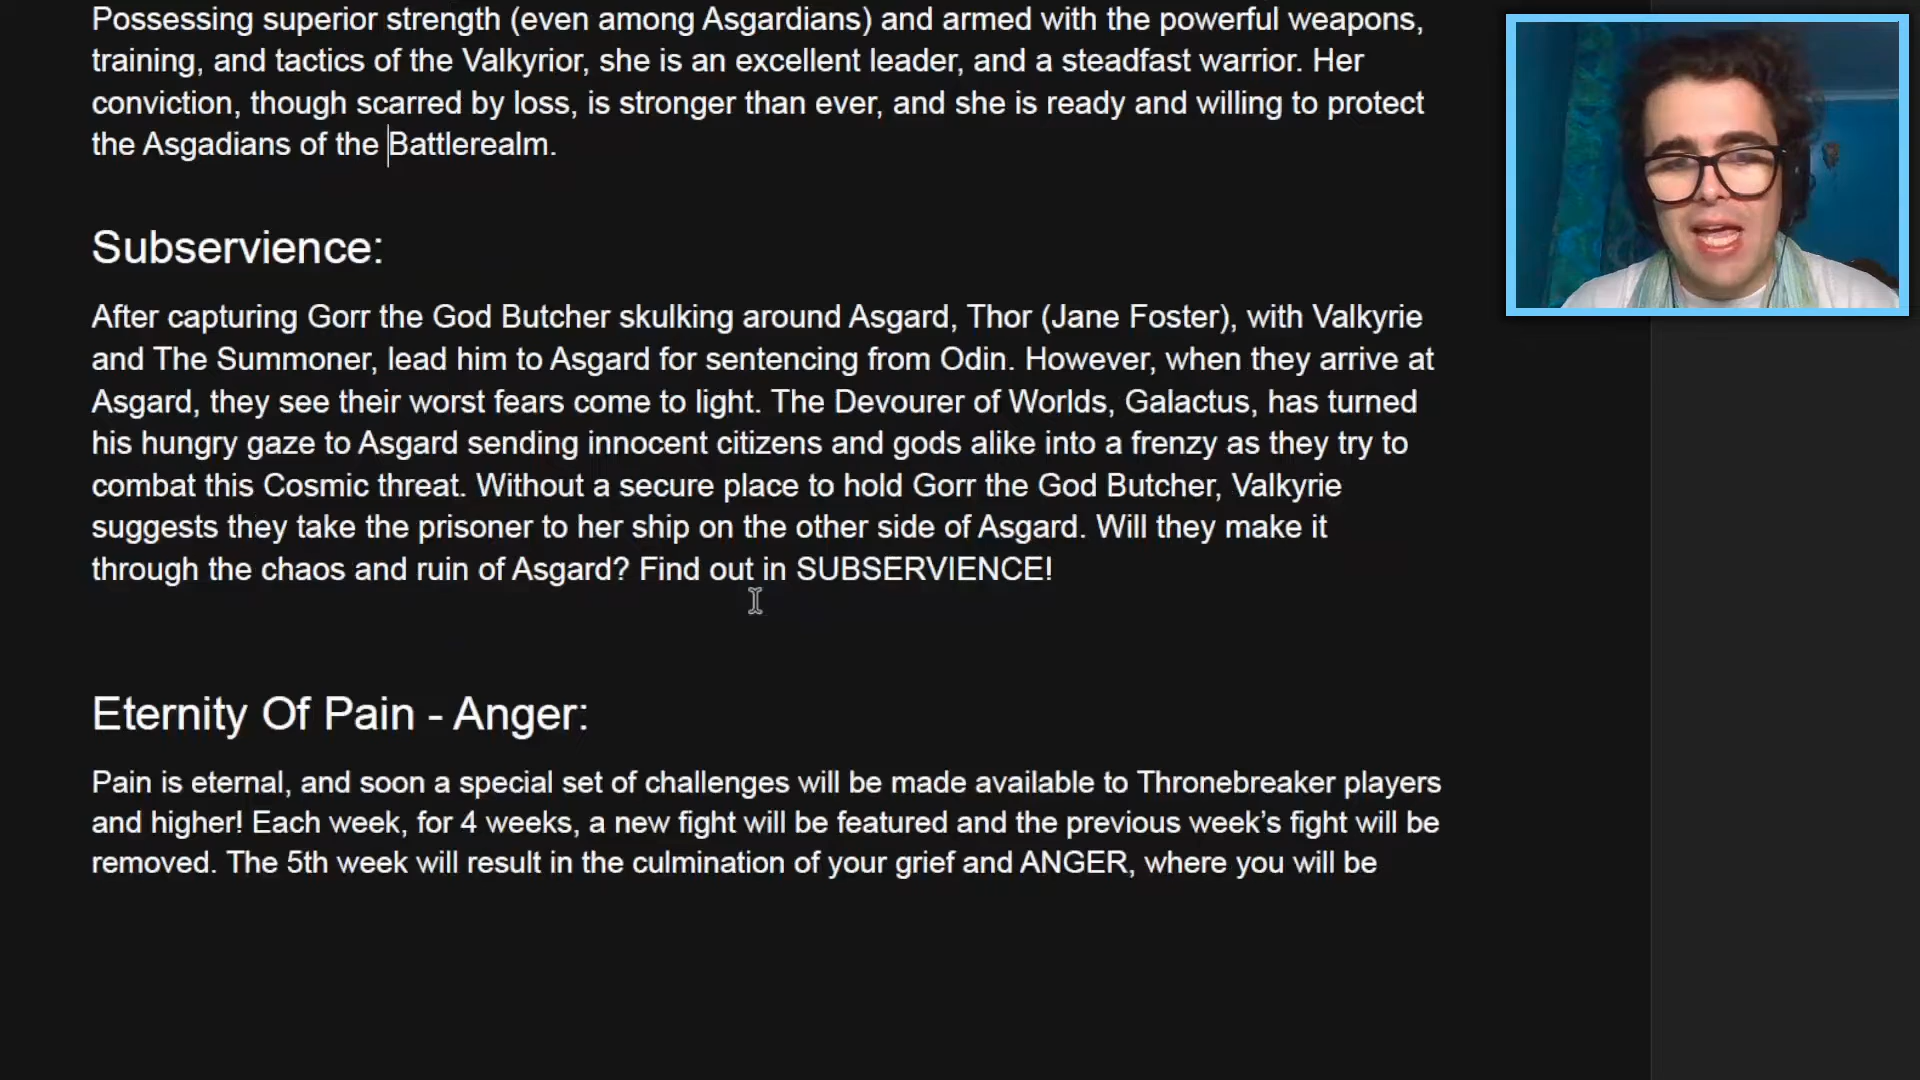 Possessing superior strength (even among Asgardians) and armed with the powerful weapons,
training, and tactics of the Valkyrior, she is an excellent leader, and a steadfast warrior. Her
conviction, though scarred by loss, is stronger than ever, and she is ready and willing to protect
the Asgadians of the Battlerealm.
Subservience:
After capturing Gorr the God Butcher skulking around Asgard, Thor (Jane Foster), with Valkyrie
and The Summoner, lead him to Asgard for sentencing from Odin. However, when they arrive at
Asgard, they see their worst fears come to light. The Devourer of Worlds, Galactus, has turned
his hungry gaze to Asgard sending innocent citizens and gods alike into a frenzy as they try to
combat this Cosmic threat. Without a secure place to hold Gorr the God Butcher, Valkyrie
suggests they take the prisoner to her ship on the other side of Asgard. Will they make it
through the chaos and ruin of Asgard? Find out in SUBSERVIENCE!
Eternity Of Pain - Anger:
Pain is eternal, and soon a special set of challenges will be made available to Thronebreaker players
and higher! Each week, for 4 weeks, a new fight will be featured and the previous week’s fight will be
removed. The 5th week will result in the culmination of your grief and ANGER, where you will be